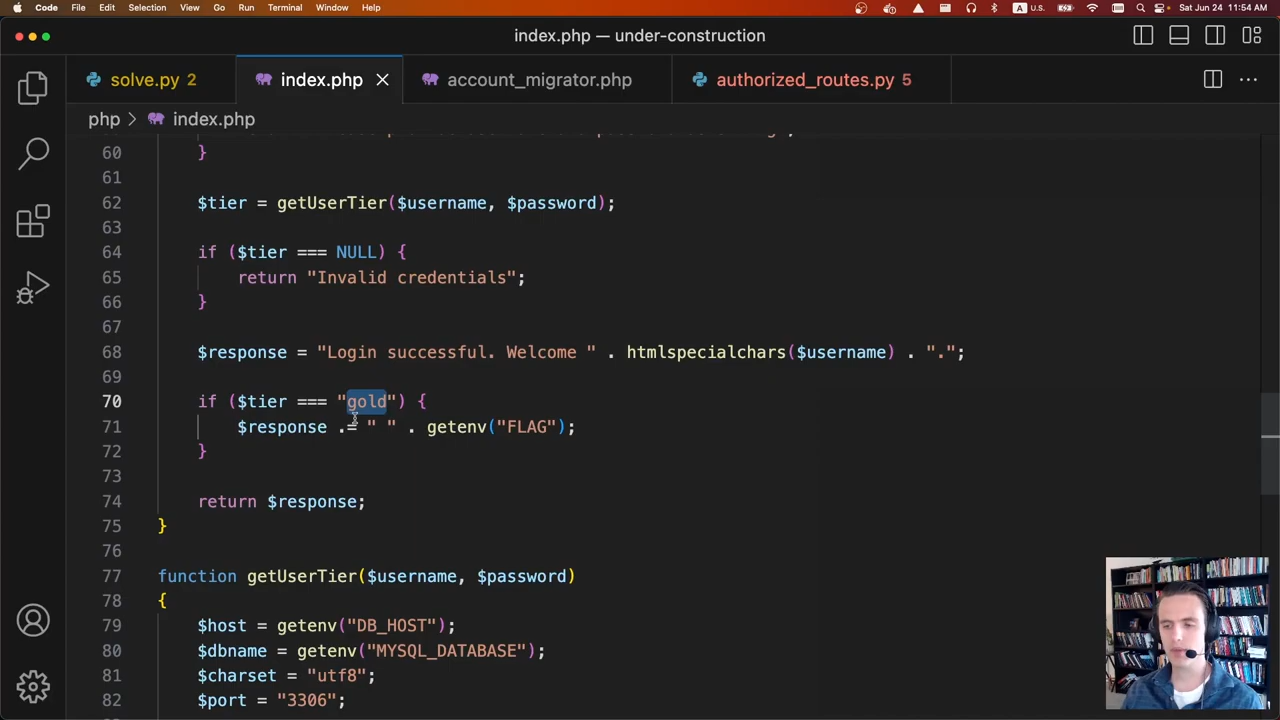 Code File Edit Selection View Go Run Terminal Window Help A U.S. Sat Jun 24 11:54 AM
index.php — under-construction
solve.py 2 index.php account_migrator.php authorized_routes.py 5
php > index.php
60 }
61
62 $tier = getUserTier($username, $password);
63
64 if ($tier === NULL) {
65 return "Invalid credentials";
66 }
67
68 $response = "Login successful. Welcome " . htmlspecialchars($username) . ".";
69
70 if ($tier === "gold") {
71 $response .= " " . getenv("FLAG");
72 }
73
74 return $response;
75 }
76
77 function getUserTier($username, $password)
78 {
79 $host = getenv("DB_HOST");
80 $dbname = getenv("MYSQL_DATABASE");
81 $charset = "utf8";
82 $port = "3306";